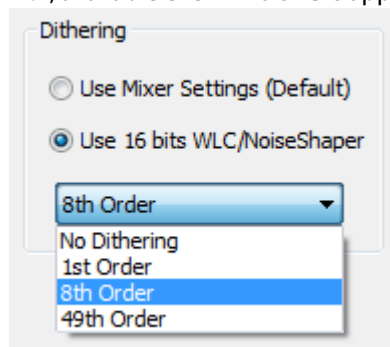 Dithering
Use Mixer Settings (Default)
Use 16 bits WLC/NoiseShaper
8th Order
No Dithering
1st Order
8th Order
49th Order